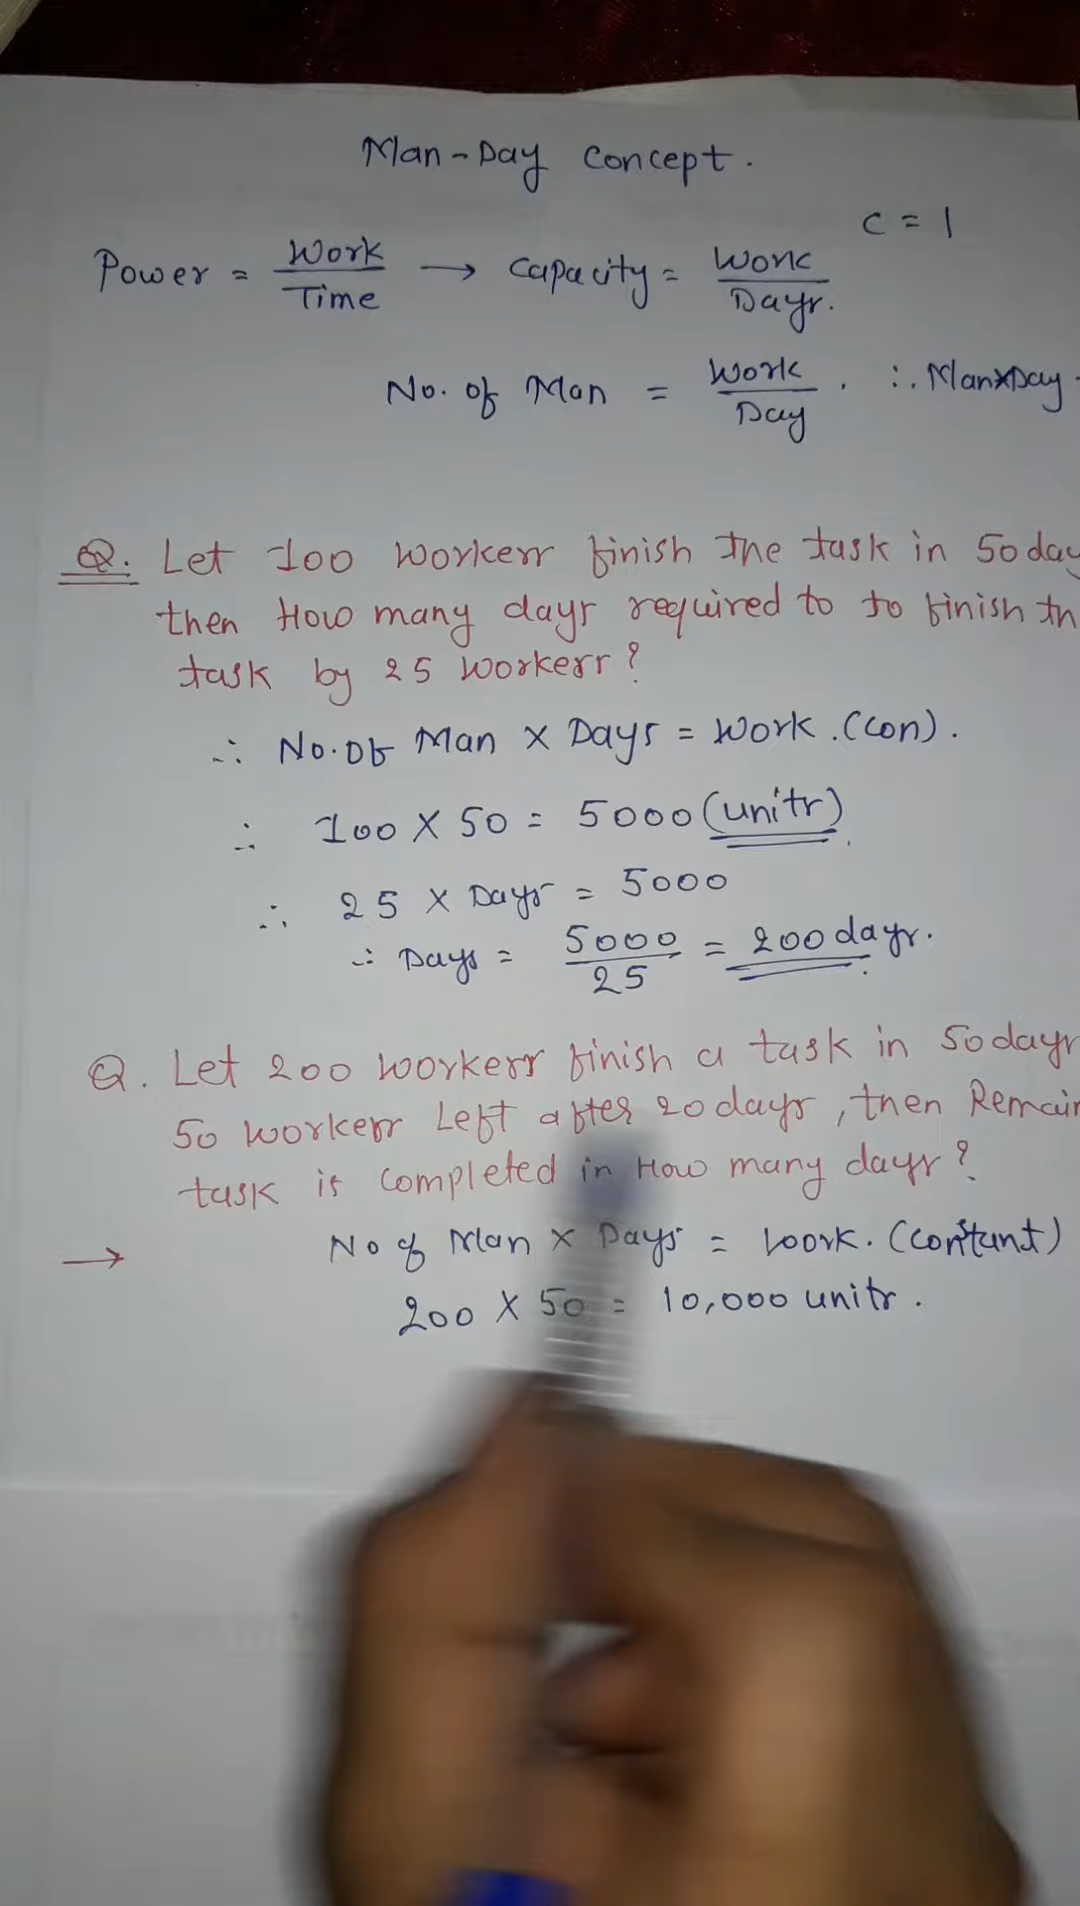 Man-Day Concept.
C = 1
Power = Work/Time → Capacity = Work/Days.
No. of Man = Work/Day. ∴ Man×Day
Q. Let 100 workers finish the task in 50 day
then How many days required to to finish th
task by 25 workers?
∴ No. of Man × Days = Work. (con).
∴ 100 × 50 = 5000 (units)
∴ 25 × Days = 5000
∴ Days = 5000/25 = 200 days.
Q. Let 200 workers finish a task in 50 days
50 workers Left after 20 days, then Remain
task is completed in How many days?
→ No of Man × Days = work. (constant)
200 × 50 = 10,000 units.